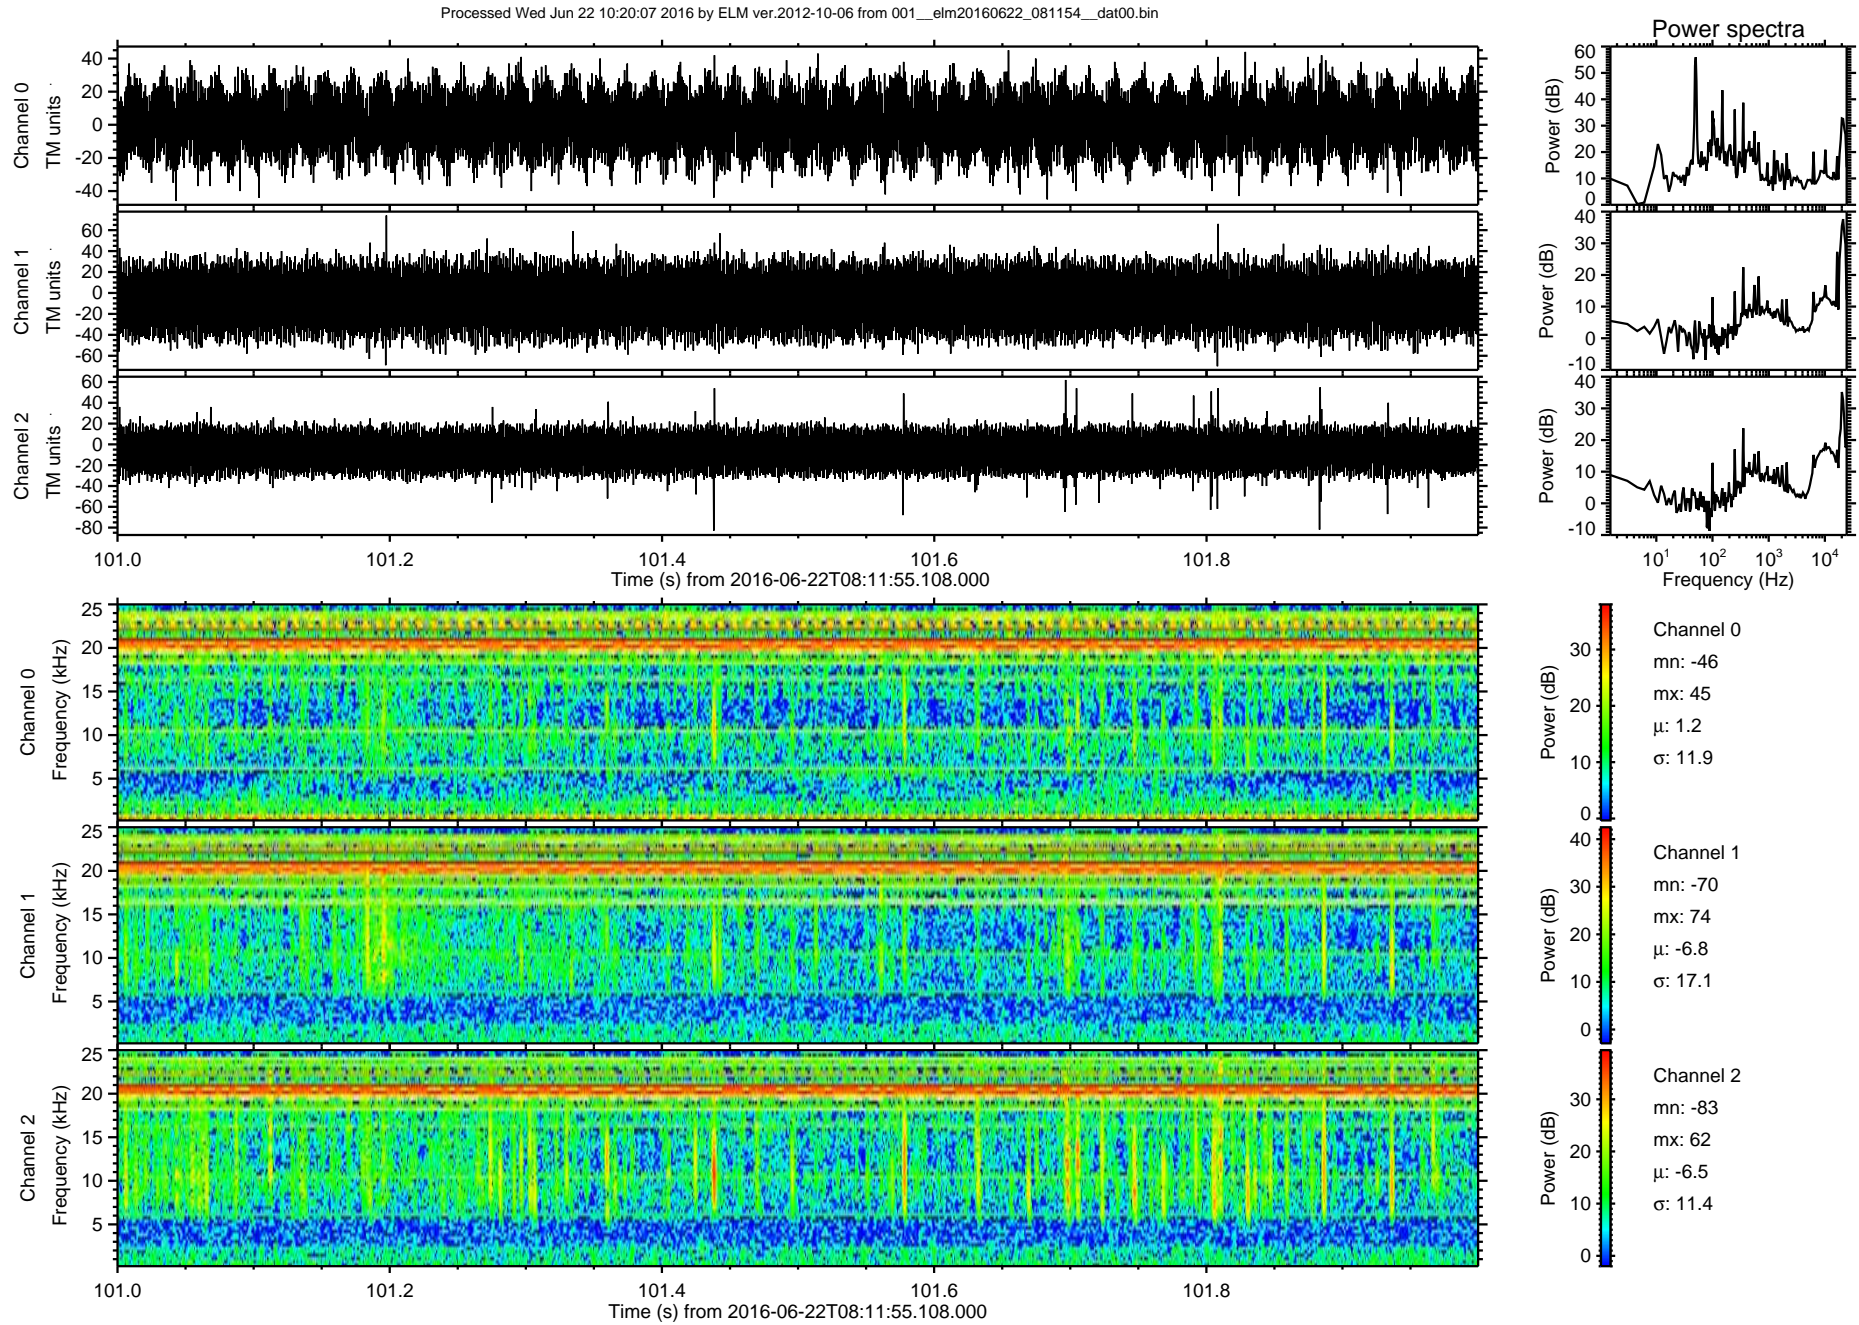 Processed Wed Jun 22 10:20:07 2016 by ELM ver.2012-10-06 from 001__elm20160622_081154__dat00.bin
Power spectra
Channel 0
TM units
40
20
0
-20
-40
Power (dB)
60
50
40
30
20
10
0
Channel 1
TM units
60
40
20
0
-20
-40
-60
Power (dB)
40
30
20
10
0
-10
Channel 2
TM units
60
40
20
0
-20
-40
-60
-80
Power (dB)
40
30
20
10
0
-10
101.0 101.2 101.4 101.6 101.8
Time (s) from 2016-06-22T08:11:55.108.000
10^1 10^2 10^3 10^4
Frequency (Hz)
Channel 0
Frequency (kHz)
25
20
15
10
5
Power (dB)
30
20
10
0
Channel 0
mn: -46
mx: 45
μ: 1.2
σ: 11.9
Channel 1
Frequency (kHz)
25
20
15
10
5
Power (dB)
40
30
20
10
0
Channel 1
mn: -70
mx: 74
μ: -6.8
σ: 17.1
Channel 2
Frequency (kHz)
25
20
15
10
5
Power (dB)
30
20
10
0
Channel 2
mn: -83
mx: 62
μ: -6.5
σ: 11.4
101.0 101.2 101.4 101.6 101.8
Time (s) from 2016-06-22T08:11:55.108.000